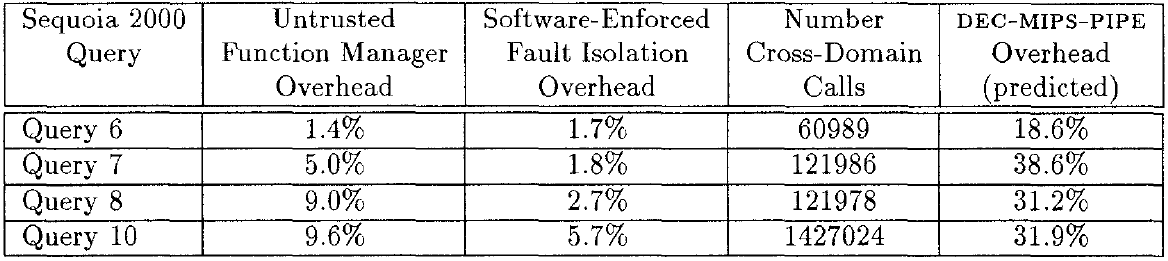 Sequoia 2000 Untrusted Software-Enforced Number DEC-MIPS-PIPE
Query Function Manager Fault Isolation Cross-Domain Overhead
Overhead Overhead Calls (predicted)
Query 6 1.4% 1.7% 60989 18.6%
Query 7 5.0% 1.8% 121986 38.6%
Query 8 9.0% 2.7% 121978 31.2%
Query 10 9.6% 5.7% 1427024 31.9%